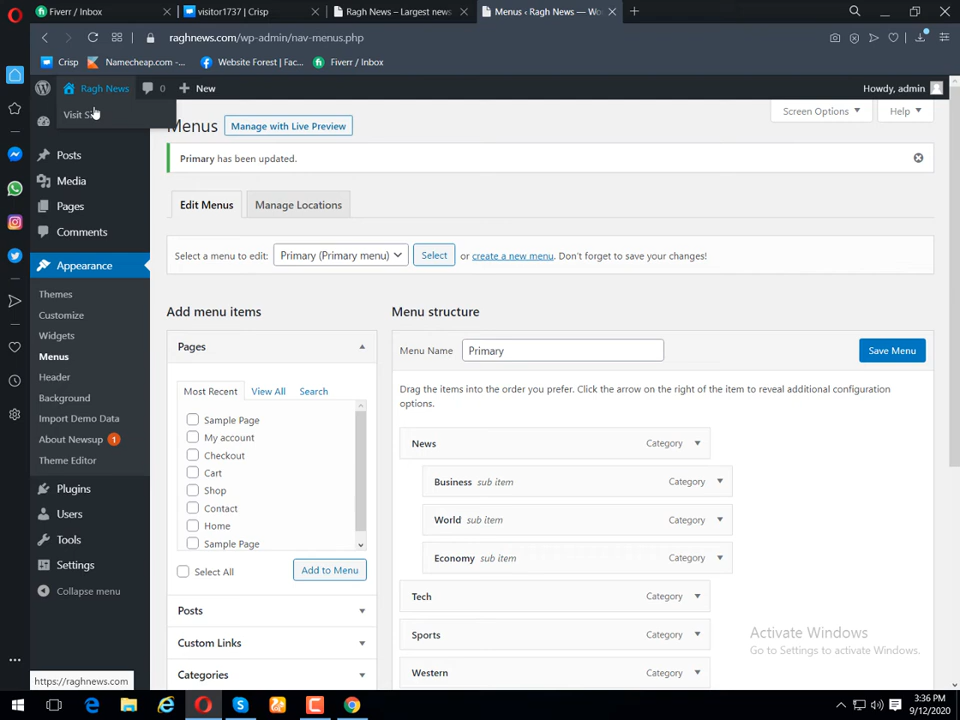 Fiverr / Inbox
visitor1737 | Crisp
Ragh News – Largest news
Menus ‹ Ragh News — Wo
raghnews.com/wp-admin/nav-menus.php
Crisp
Namecheap.com -...
Website Forest | Fac...
Fiverr / Inbox
Ragh News
0
New
Howdy, admin
Visit S
Menus
Manage with Live Preview
Screen Options
Help
Posts
Media
Pages
Comments
Appearance
Themes
Customize
Widgets
Menus
Header
Background
Import Demo Data
About Newsup 1
Theme Editor
Plugins
Users
Tools
Settings
Collapse menu
Primary has been updated.
Edit Menus
Manage Locations
Select a menu to edit: Primary (Primary menu) Select or create a new menu. Don’t forget to save your changes!
Add menu items
Pages
Most Recent
View All
Search
Sample Page
My account
Checkout
Cart
Shop
Contact
Home
Sample Page
Select All
Add to Menu
Posts
Custom Links
Categories
Menu structure
Menu Name
Primary
Save Menu
Drag the items into the order you prefer. Click the arrow on the right of the item to reveal additional configuration
options.
News
Category
Business sub item
Category
World sub item
Category
Economy sub item
Category
Tech
Category
Sports
Category
Western
Category
Activate Windows
Go to Settings to activate Windows.
https://raghnews.com
3:36 PM
9/12/2020